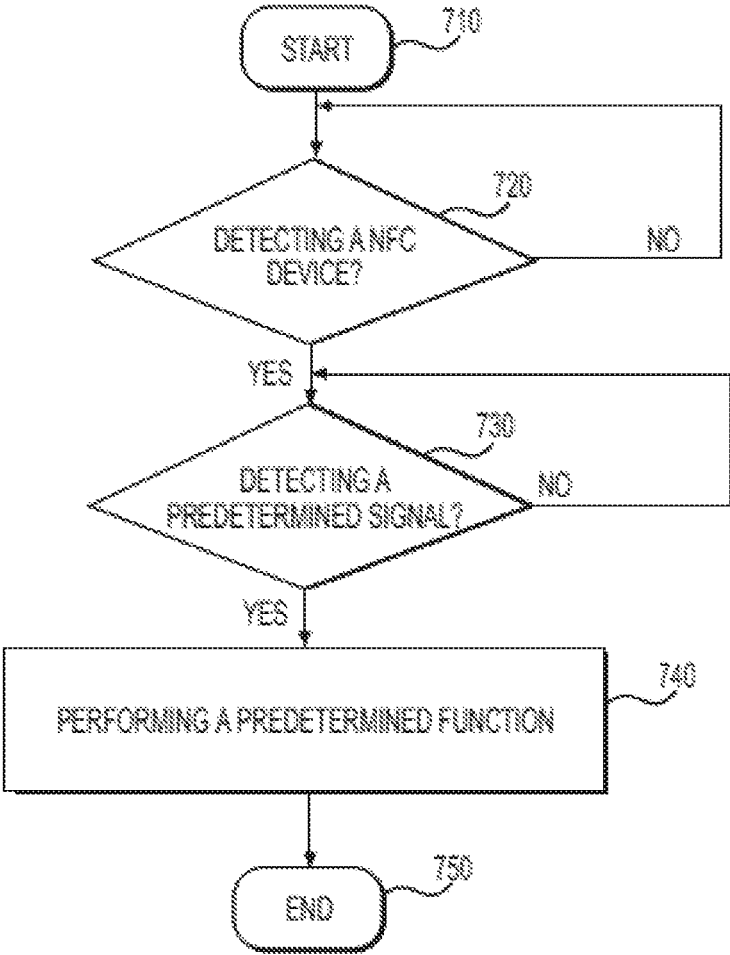 START
710
720
DETECTING A NFC
DEVICE?
NO
YES
730
DETECTING A
PREDETERMINED SIGNAL?
NO
YES
740
PERFORMING A PREDETERMINED FUNCTION
750
END